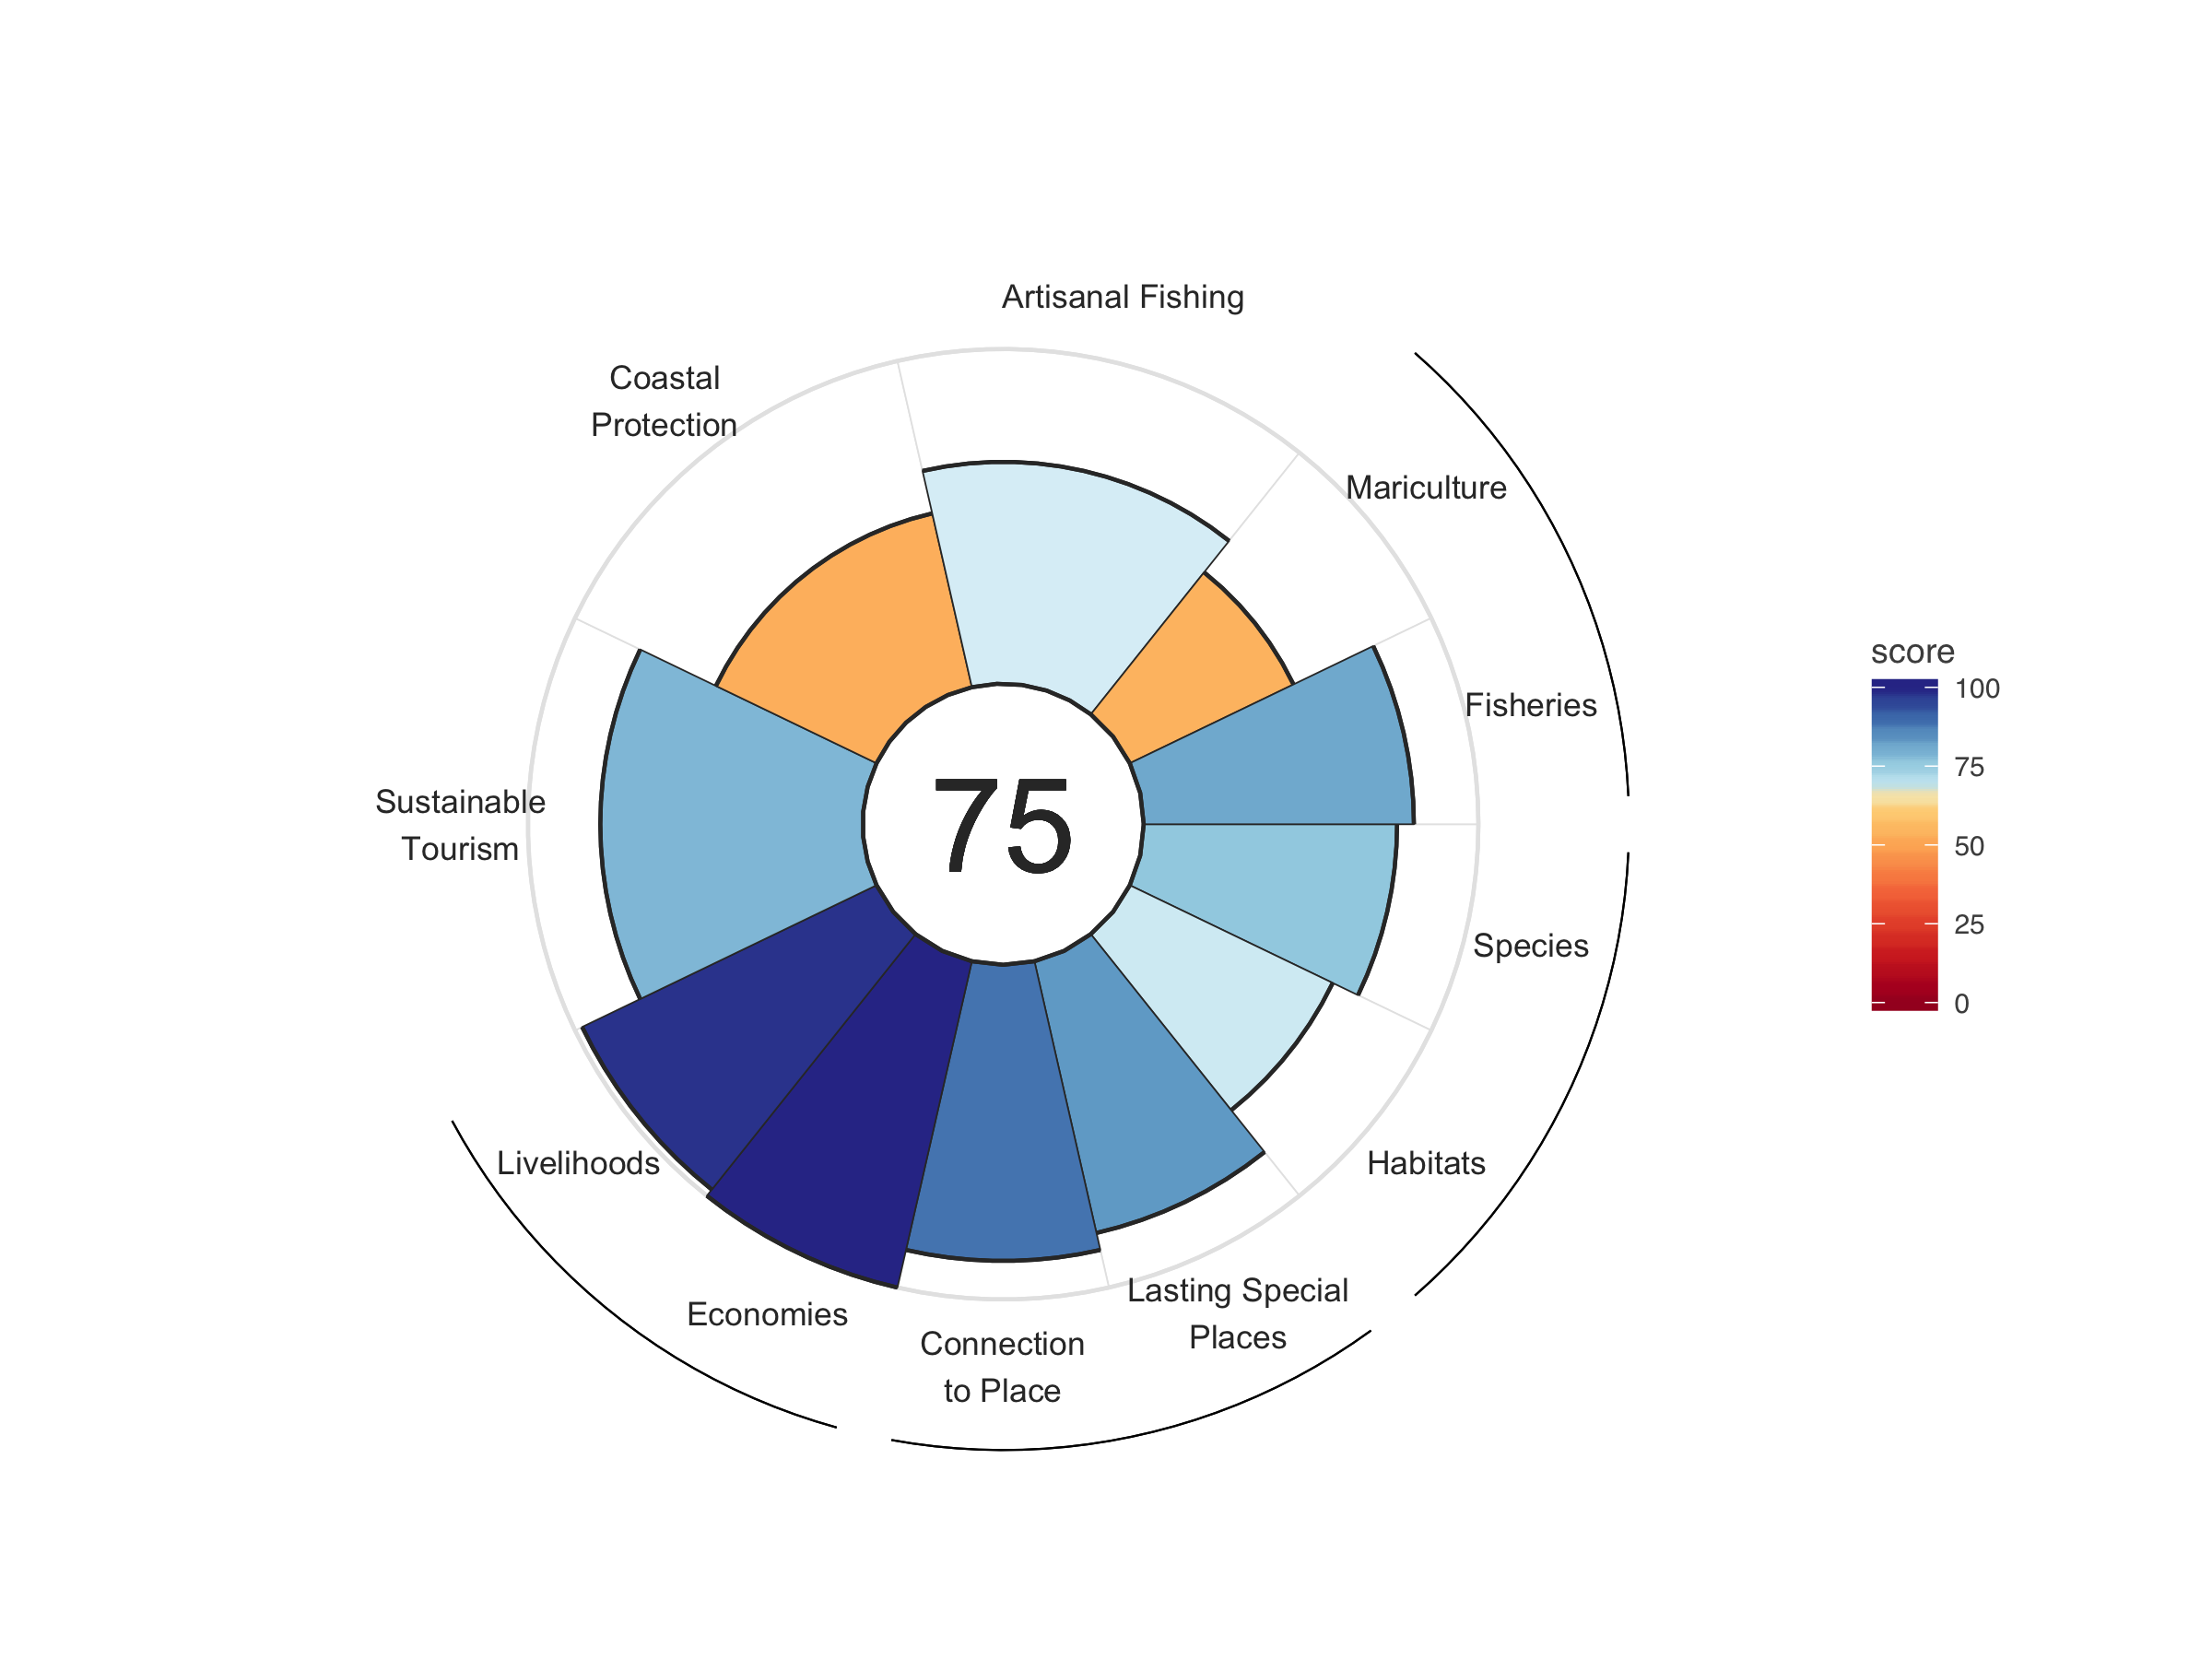 Artisanal Fishing
Coastal
Protection
Mariculture
Fisheries
score
100
75
50
25
0
75
Sustainable
Tourism
Species
Livelihoods
Habitats
Economies
Lasting Special
Places
Connection
to Place